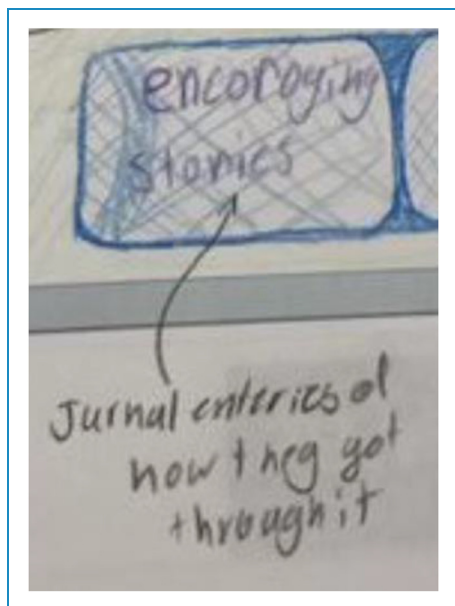 encoroging
stories
Jurnal enteries of
how they got
through it